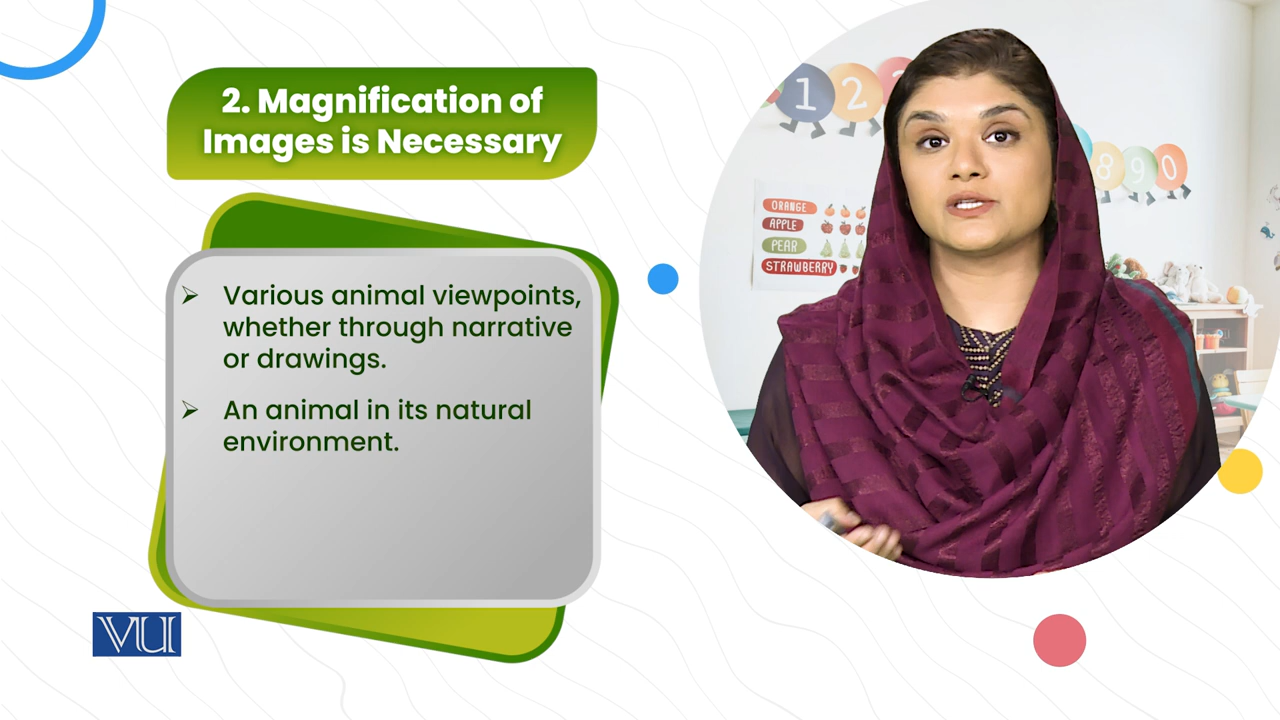 2. Magnification of
Images is Necessary
➢ Various animal viewpoints,
whether through narrative
or drawings.
➢ An animal in its natural
environment.
VU
1 2
8 9 0
ORANGE
APPLE
PEAR
STRAWBERRY